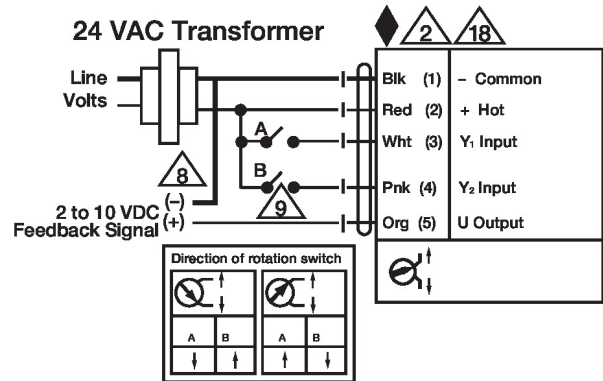 24 VAC Transformer
2 18
Line
Volts
Blk (1) – Common
Red (2) + Hot
A
Wht (3) Y₁ Input
B
Pnk (4) Y₂ Input
8
9
(–)
2 to 10 VDC
(+)
Feedback Signal
Org (5) U Output
Direction of rotation switch
A B A B